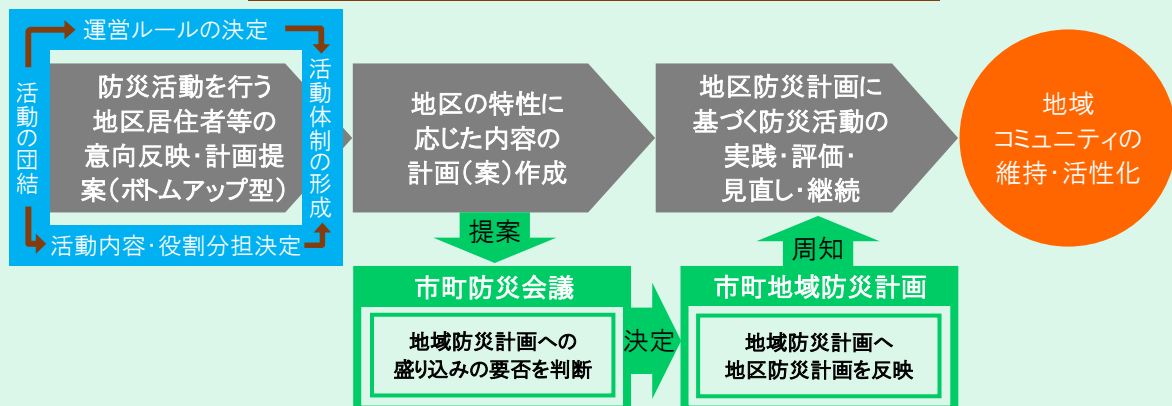 運営ルールの決定
活動の団結
防災活動を行う
地区居住者等の
意向反映・計画提
案(ボトムアップ型)
活動体制の形成
活動内容・役割分担決定
地区の特性に
応じた内容の
計画(案)作成
地区防災計画に
基づく防災活動の
実践・評価・
見直し・継続
地域
コミュニティの
維持・活性化
提案
周知
市町防災会議
地域防災計画への
盛り込みの要否を判断
決定
市町地域防災計画
地域防災計画へ
地区防災計画を反映